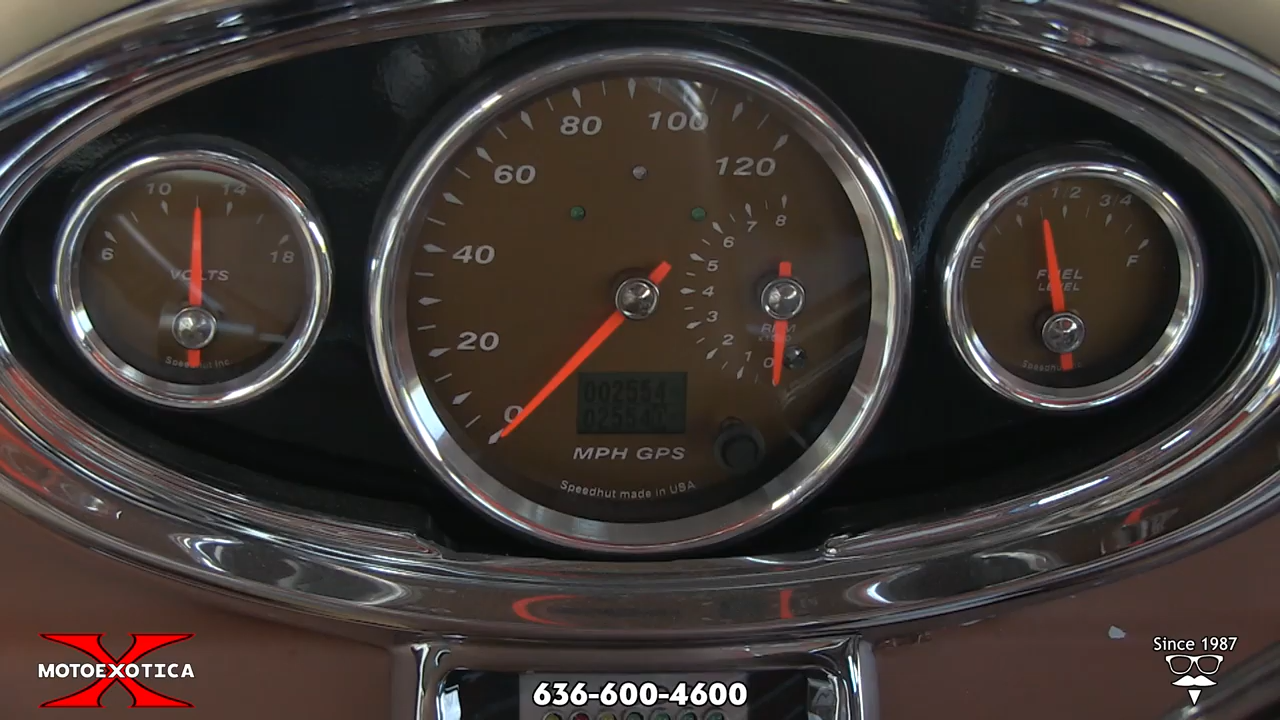 80 100
60 120
10 14
6 18
VOLTS
Speedhut Inc.
40
20
0
8
7
6
5
4
3
2
1
0
RPM
002554
MPH GPS
Speedhut made in USA
1/2 3/4
E F
FUEL
LEVEL
MOTOEXOTICA
636-600-4600
Since 1987